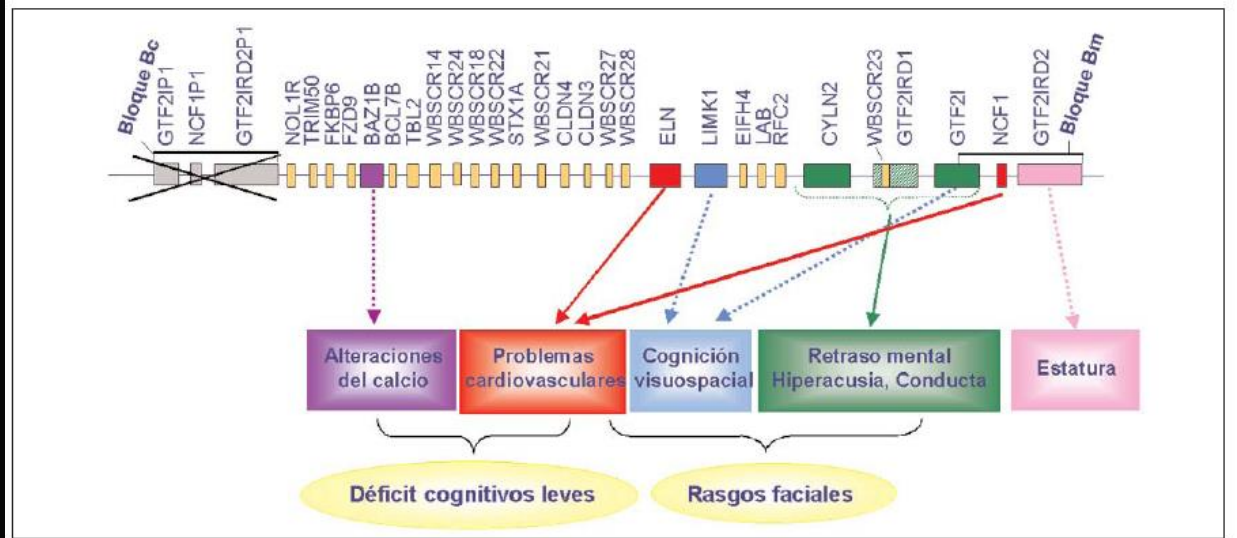 Bloque Bc
GTF2IP1
NCF1P1
GTF2IRD2P1
NOL1R
TRIM50
FKBP6
FZD9
BAZ1B
BCL7B
TBL2
WBSCR14
WBSCR24
WBSCR18
WBSCR22
STX1A
WBSCR21
CLDN4
CLDN3
WBSCR27
WBSCR28
ELN
LIMK1
EIFH4
LAB
RFC2
CYLN2
WBSCR23
GTF2IRD1
GTF2I
NCF1
GTF2IRD2
Bloque Bm
Alteraciones
del calcio
Problemas
cardiovasculares
Cognición
visuospacial
Retraso mental
Hiperacusia, Conducta
Estatura
Déficit cognitivos leves
Rasgos faciales